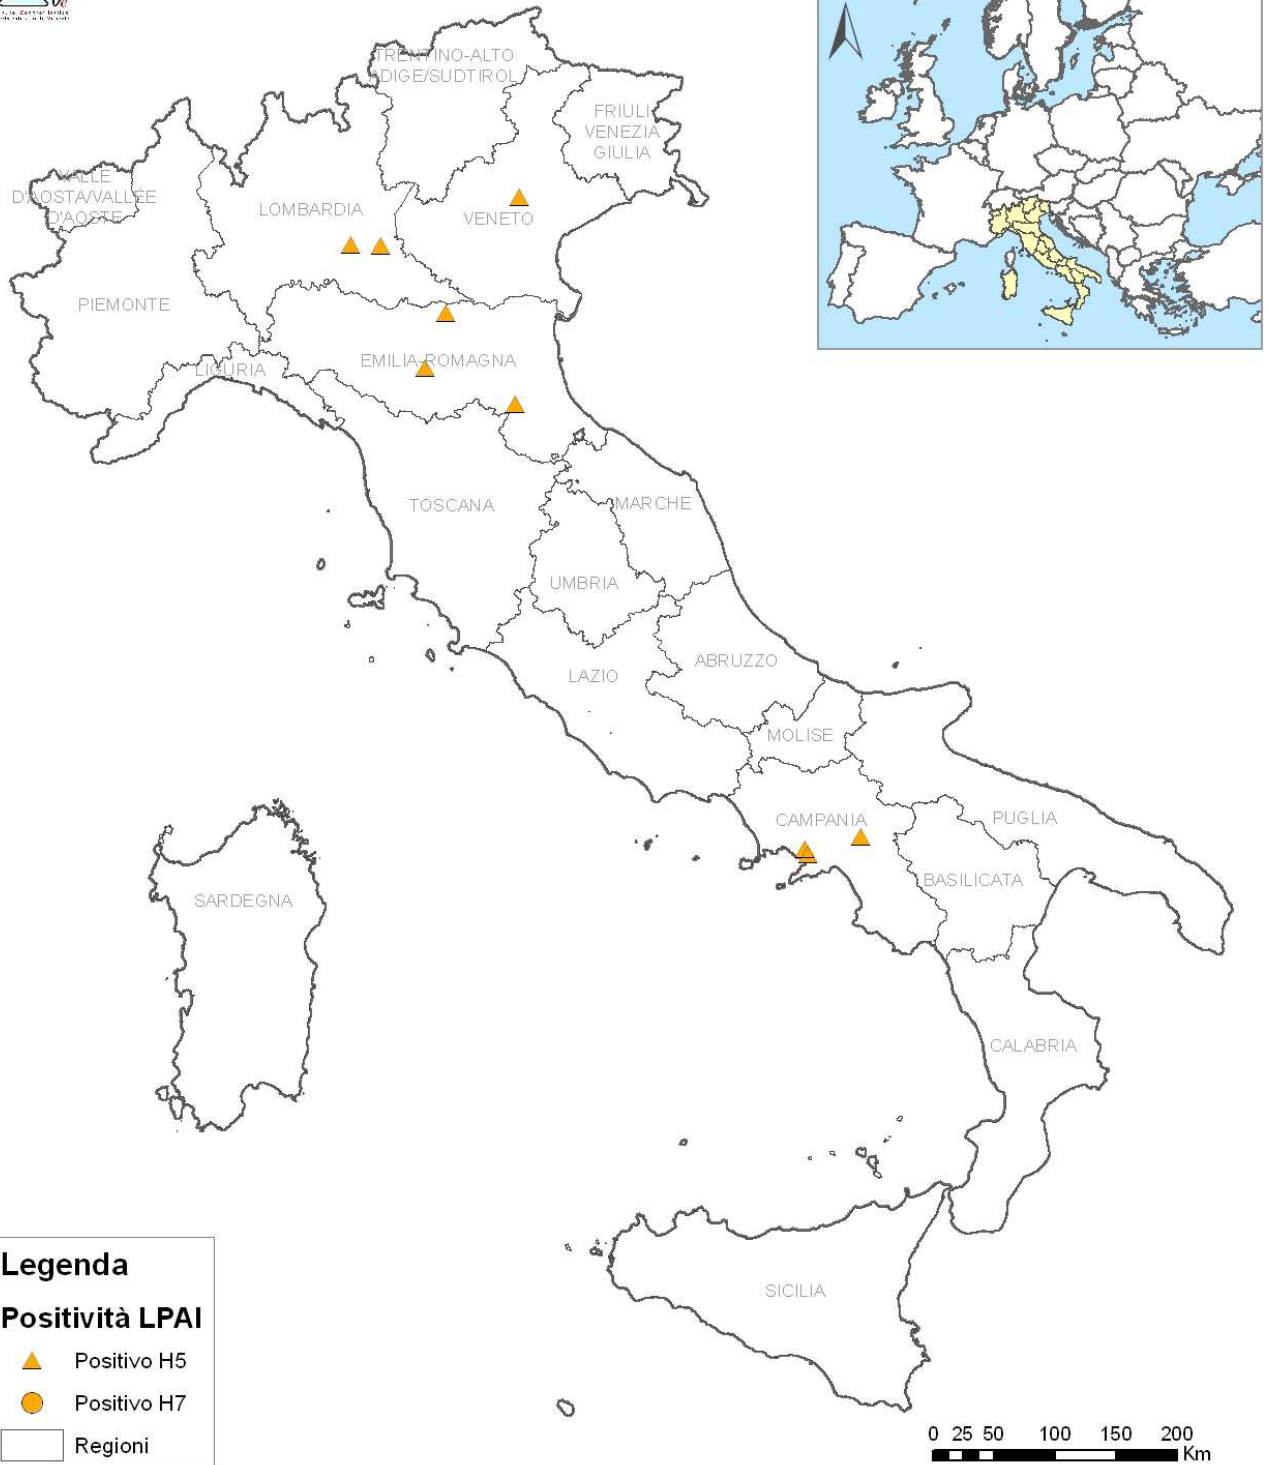 TRENTINO-ALTO
ADIGE/SUDTIROL
FRIULI
VENEZIA
GIULIA
VALLE
D'AOSTA/VALLÉE
D'AOSTE
LOMBARDIA
VENETO
PIEMONTE
EMILIA-ROMAGNA
LIGURIA
TOSCANA
MARCHE
UMBRIA
ABRUZZO
LAZIO
MOLISE
CAMPANIA
PUGLIA
BASILICATA
SARDEGNA
CALABRIA
SICILIA
Legenda
Positività LPAI
Positivo H5
Positivo H7
Regioni
0 25 50 100 150 200
Km